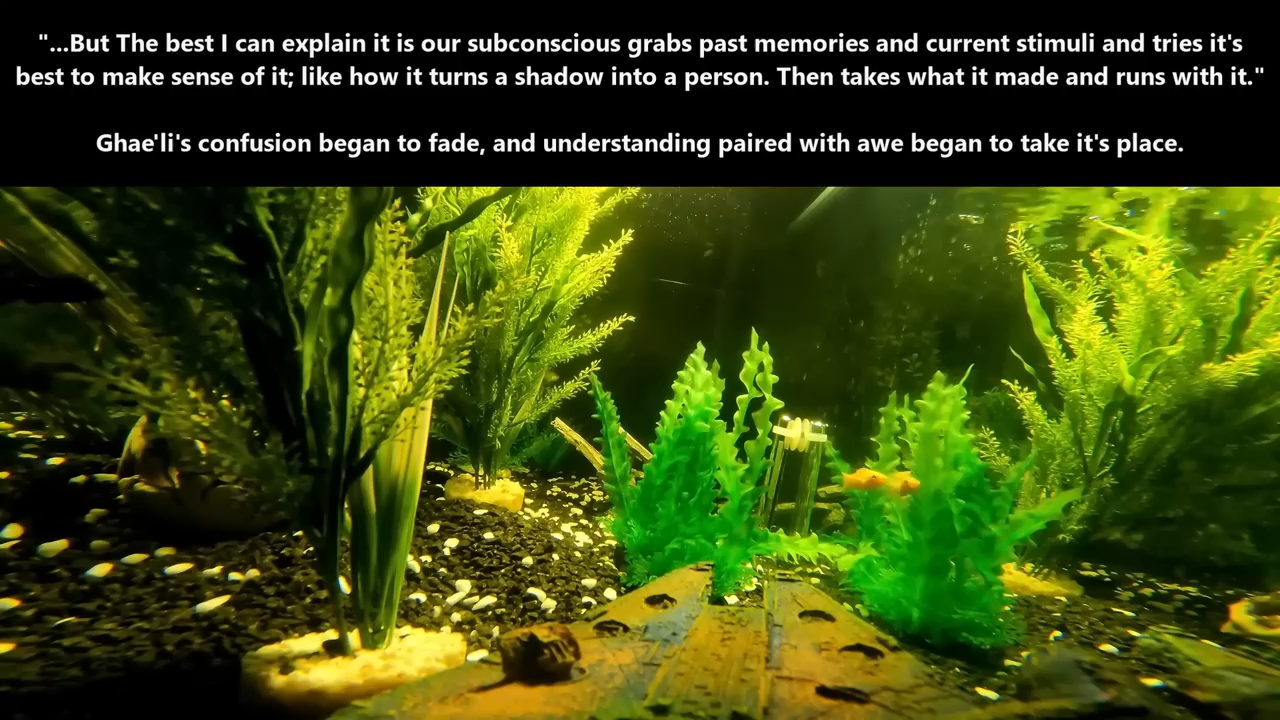 "...But The best I can explain it is our subconscious grabs past memories and current stimuli and tries it's
best to make sense of it; like how it turns a shadow into a person. Then takes what it made and runs with it."
Ghae'li's confusion began to fade, and understanding paired with awe began to take it's place.